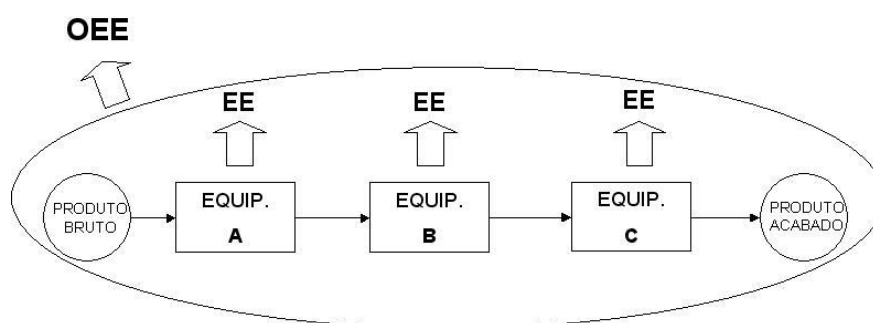 OEE
EE
EE
EE
PRODUTO
BRUTO
EQUIP.
A
EQUIP.
B
EQUIP.
C
PRODUTO
ACABADO